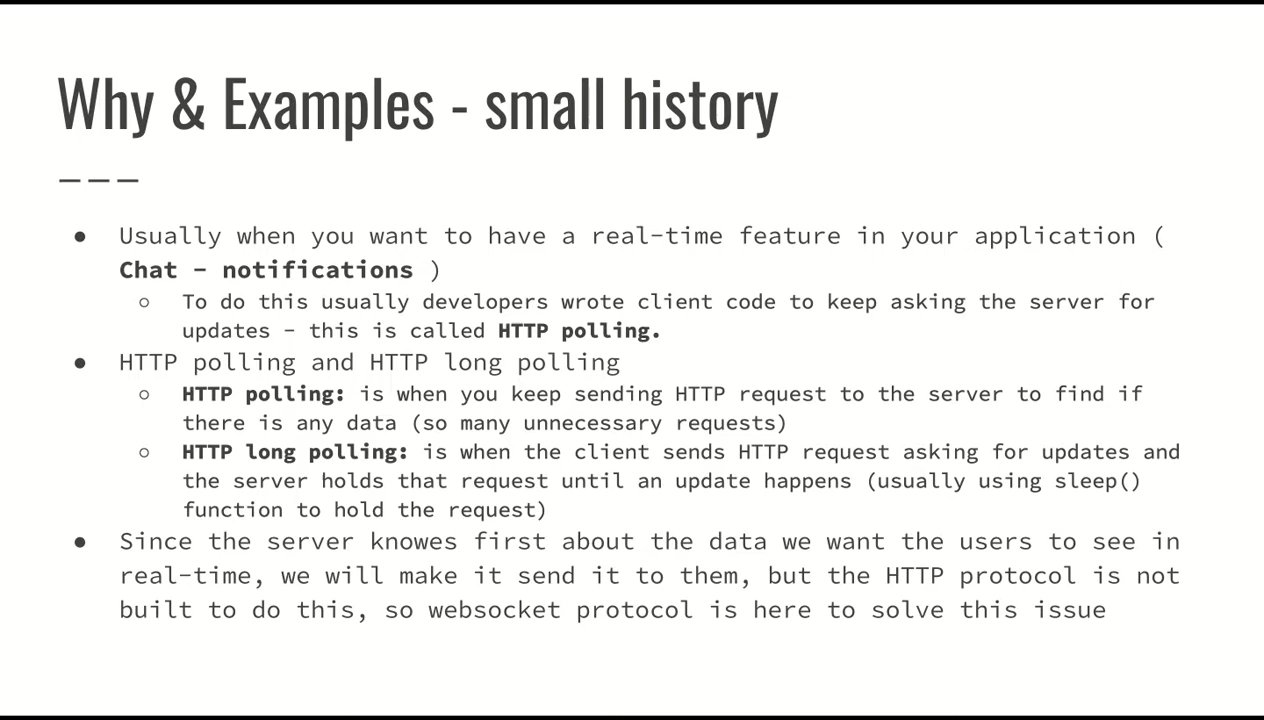 Why & Examples - small history
● Usually when you want to have a real-time feature in your application (
Chat - notifications )
○ To do this usually developers wrote client code to keep asking the server for
updates - this is called HTTP polling.
● HTTP polling and HTTP long polling
○ HTTP polling: is when you keep sending HTTP request to the server to find if
there is any data (so many unnecessary requests)
○ HTTP long polling: is when the client sends HTTP request asking for updates and
the server holds that request until an update happens (usually using sleep()
function to hold the request)
● Since the server knowes first about the data we want the users to see in
real-time, we will make it send it to them, but the HTTP protocol is not
built to do this, so websocket protocol is here to solve this issue